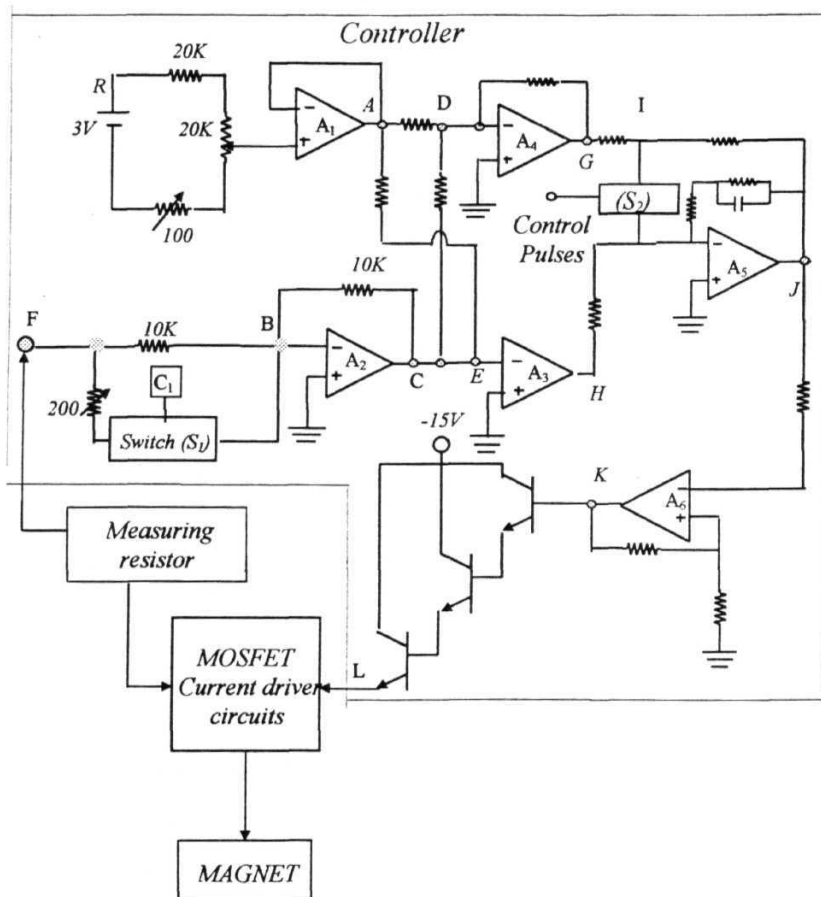 Controller
20K
R
3V
20K
100
A
A1
D
A4
G
I
(S2)
Control
Pulses
A5
J
10K
F
B
10K
A2
C
E
A3
H
200
C1
Switch (S1)
-15V
K
A6
Measuring
resistor
L
MOSFET
Current driver
circuits
MAGNET